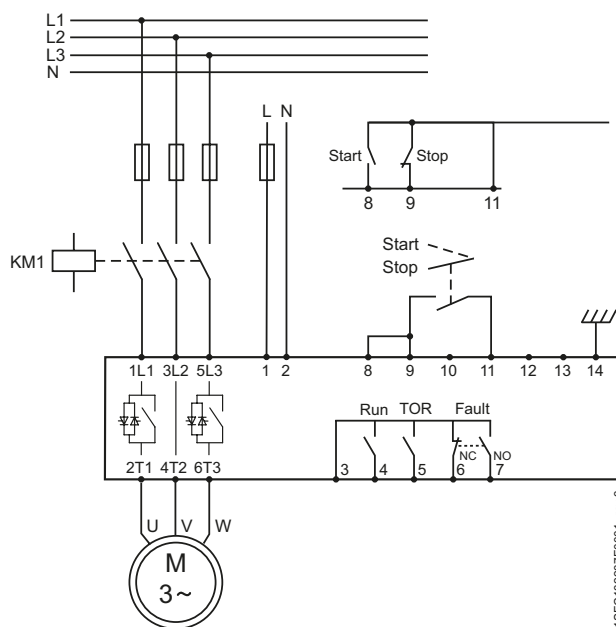 L1
L2
L3
N
L N
Start Stop
8 9 11
Start
Stop
KM1
1L1 3L2 5L3 1 2 8 9 10 11 12 13 14
Run TOR Fault
NC NO
2T1 4T2 6T3 3 4 5 6 7
U V W
M
3~